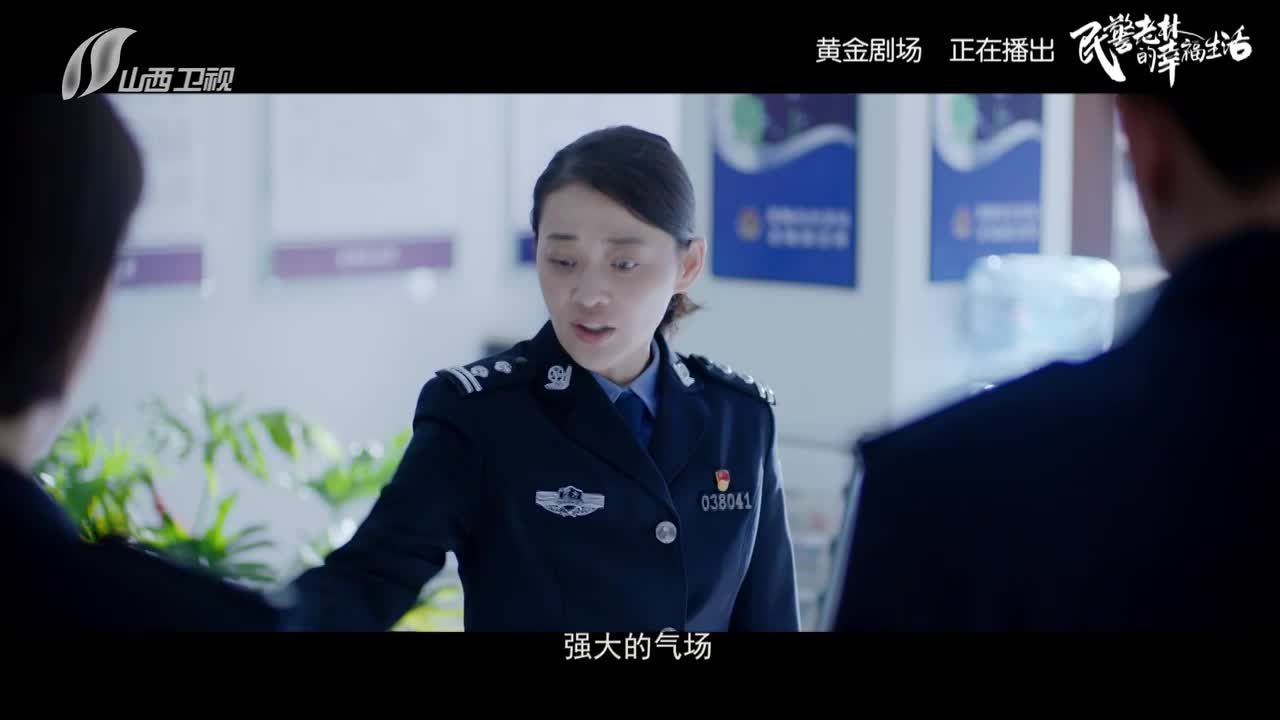 山西卫视
黄金剧场 正在播出
民警老林的幸福生活
038041
强大的气场